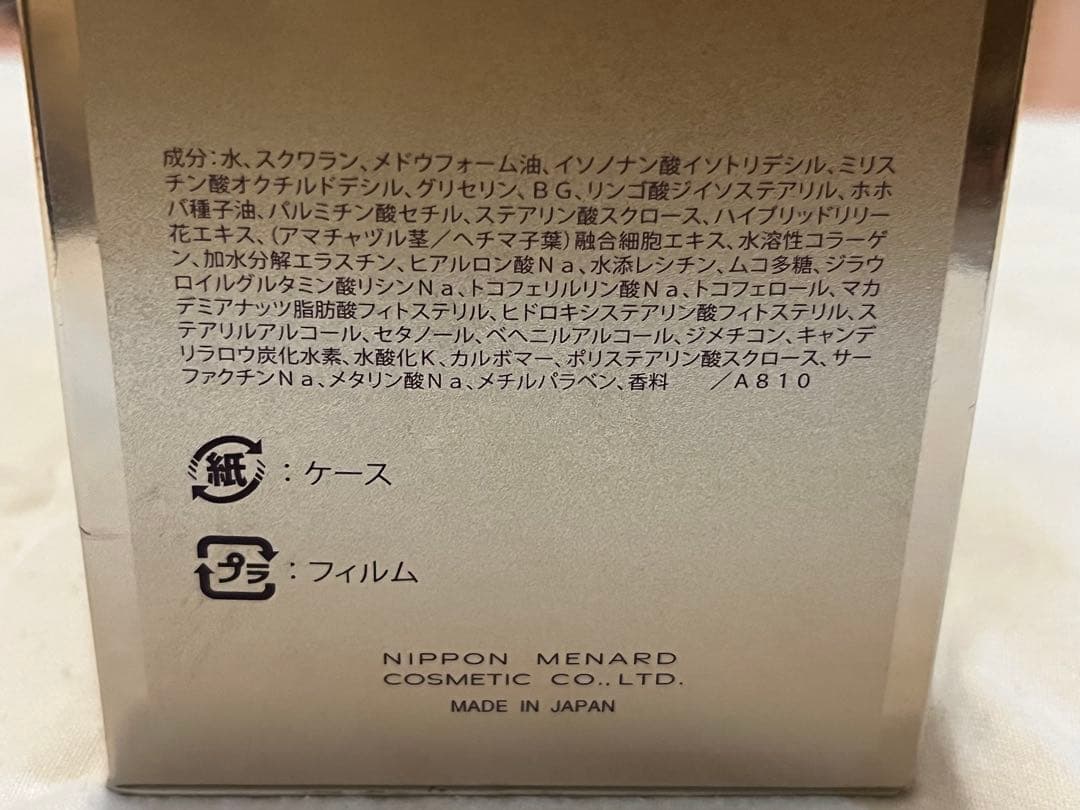 成分：水、スクワラン、メドウフォーム油、イソノナン酸イソトリデシル、ミリス
チン酸オクチルドデシル、グリセリン、ＢＧ、リンゴ酸ジイソステアリル、ホホ
バ種子油、パルミチン酸セチル、ステアリン酸スクロース、ハイブリッドリリー
花エキス、（アマチャヅル茎／ヘチマ子葉）融合細胞エキス、水溶性コラーゲ
ン、加水分解エラスチン、ヒアルロン酸Ｎａ、水添レシチン、ムコ多糖、ジラウ
ロイルグルタミン酸リシンＮａ、トコフェリルリン酸Ｎａ、トコフェロール、マカ
デミアナッツ脂肪酸フィトステリル、ヒドロキシステアリン酸フィトステリル、ス
テアリルアルコール、セタノール、ベヘニルアルコール、ジメチコン、キャンデ
リラロウ炭化水素、水酸化Ｋ、カルボマー、ポリステアリン酸スクロース、サー
ファクチンＮａ、メタリン酸Ｎａ、メチルパラベン、香料　／Ａ８１０
紙：ケース
プラ：フィルム
NIPPON MENARD
COSMETIC CO., LTD.
MADE IN JAPAN